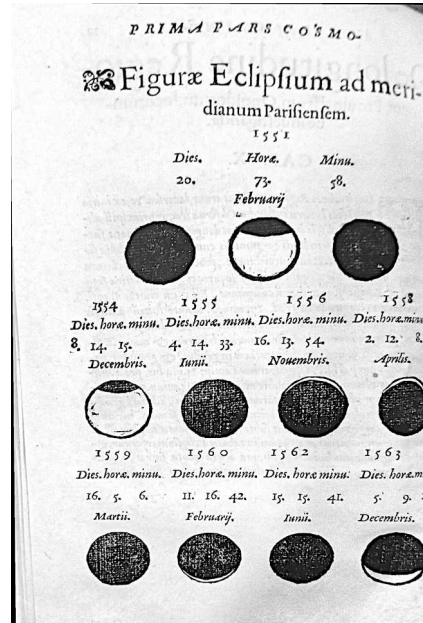 PRIMA PARS COSMO-
Figuræ Eclipſium ad meri-
dianum Pariſienſem.
1551
Dies. Horæ. Minu.
20. 73. 58.
Februarij
1554 1555 1556 1558
Dies. horæ. minu. Dies. horæ. minu. Dies. horæ. minu. Dies. horæ minu
8. 14. 15. 4. 14. 33. 16. 13. 54. 2. 12. 8.
Decembris. Iunii. Nouembris. Aprilis.
1559 1560 1562 1563
Dies. horæ minu. Dies. horæ. minu. Dies. horæ minu. Dies. horæ m
16. 5. 6. 11. 16. 42. 15. 15. 41. 5. 9.
Martii. Februarij. Iunii. Decembris.